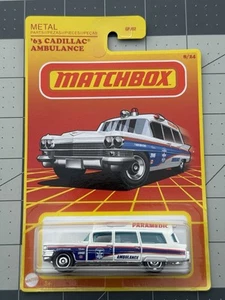 METAL
'63 CADILLAC
AMBULANCE
MATCHBOX
PARAMEDIC
AMBULANCE